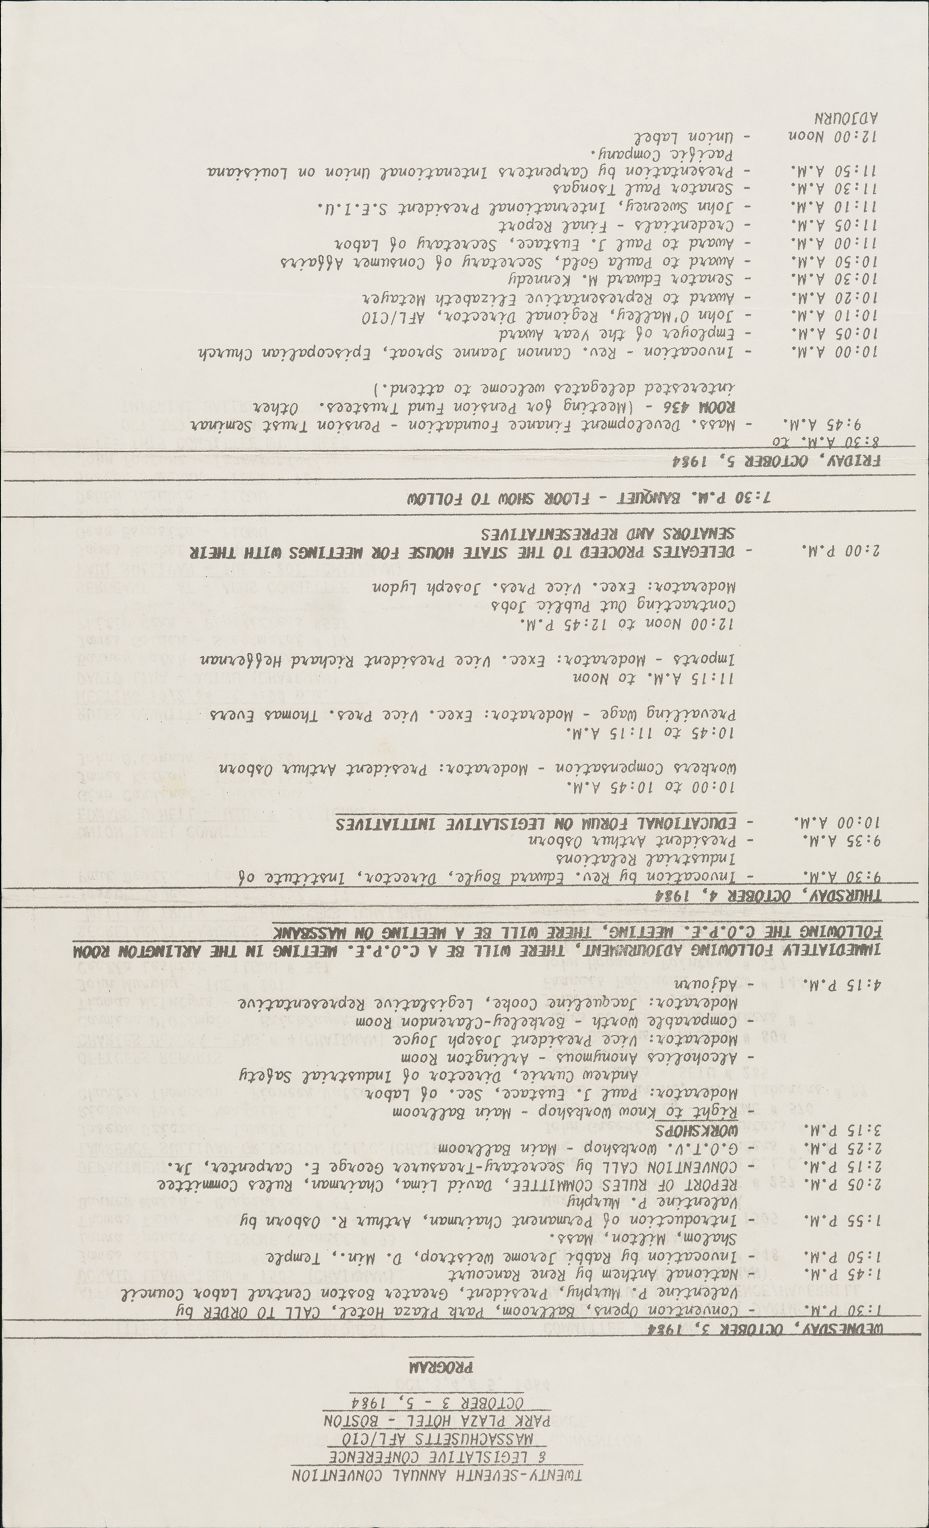 TWENTY-SEVENTH ANNUAL CONVENTION
& LEGISLATIVE CONFERENCE
MASSACHUSETTS AFL/CIO
PARK PLAZA HOTEL - BOSTON
OCTOBER 3 - 5, 1984
PROGRAM
WEDNESDAY, OCTOBER 3, 1984
1:30 P.M. - Convention Opens, Ballroom, Park Plaza Hotel, CALL TO ORDER by
Valentine P. Murphy, President, Greater Boston Central Labor Council
1:45 P.M. - National Anthem by Rene Rancourt
1:50 P.M. - Invocation by Rabbi Jerome Weistrop, D. Min., Temple
Shalom, Milton, Mass.
1:55 P.M. - Introduction of Permanent Chairman, Arthur R. Osborn by
Valentine P. Murphy
2:05 P.M. REPORT OF RULES COMMITTEE, David Lima, Chairman, Rules Committee
2:15 P.M. - CONVENTION CALL by Secretary-Treasurer George E. Carpenter, Jr.
2:25 P.M. - G.O.T.V. Workshop - Main Ballroom
3:15 P.M. WORKSHOPS
- Right to Know Workshop - Main Ballroom
Moderator: Paul J. Eustace, Sec. of Labor
Andrew Currie, Director of Industrial Safety
- Alcoholics Anonymous - Arlington Room
Moderator: Vice President Joseph Joyce
- Comparable Worth - Berkeley-Clarendon Room
Moderator: Jacqueline Cooke, Legislative Representative
4:15 P.M. - Adjourn
IMMEDIATELY FOLLOWING ADJOURNMENT, THERE WILL BE A C.O.P.E. MEETING IN THE ARLINGTON ROOM
FOLLOWING THE C.O.P.E. MEETING, THERE WILL BE A MEETING ON MASSBANK
THURSDAY, OCTOBER 4, 1984
9:30 A.M. - Invocation by Rev. Edward Boyle, Director, Institute of
Industrial Relations
9:35 A.M. - President Arthur Osborn
10:00 A.M. - EDUCATIONAL FORUM ON LEGISLATIVE INITIATIVES
10:00 to 10:45 A.M.
Workers Compensation - Moderator: President Arthur Osborn
10:45 to 11:15 A.M.
Prevailing Wage - Moderator: Exec. Vice Pres. Thomas Evers
11:15 A.M. to Noon
Imports - Moderator: Exec. Vice President Richard Heffernan
12:00 Noon to 12:45 P.M.
Contracting Out Public Jobs
Moderator: Exec. Vice Pres. Joseph Lydon
2:00 P.M. - DELEGATES PROCEED TO THE STATE HOUSE FOR MEETINGS WITH THEIR
SENATORS AND REPRESENTATIVES
7:30 P.M. BANQUET - FLOOR SHOW TO FOLLOW
FRIDAY, OCTOBER 5, 1984
8:30 A.M. to
9:45 A.M. - Mass. Development Finance Foundation - Pension Trust Seminar
ROOM 436 - (Meeting for Pension Fund Trustees. Other
interested delegates welcome to attend.)
10:00 A.M. - Invocation - Rev. Cannon Jeanne Sproat, Episcopalian Church
10:05 A.M. - Employer of the Year Award
10:10 A.M. - John O'Malley, Regional Director, AFL/CIO
10:20 A.M. - Award to Representative Elizabeth Metayer
10:30 A.M. - Senator Edward M. Kennedy
10:50 A.M. - Award to Paula Gold, Secretary of Consumer Affairs
11:00 A.M. - Award to Paul J. Eustace, Secretary of Labor
11:05 A.M. - Credentials - Final Report
11:10 A.M. - John Sweeney, International President S.E.I.U.
11:30 A.M. - Senator Paul Tsongas
11:50 A.M. - Presentation by Carpenters Intenational Union on Louisiana
Pacific Company.
12:00 Noon - Union Label
ADJOURN